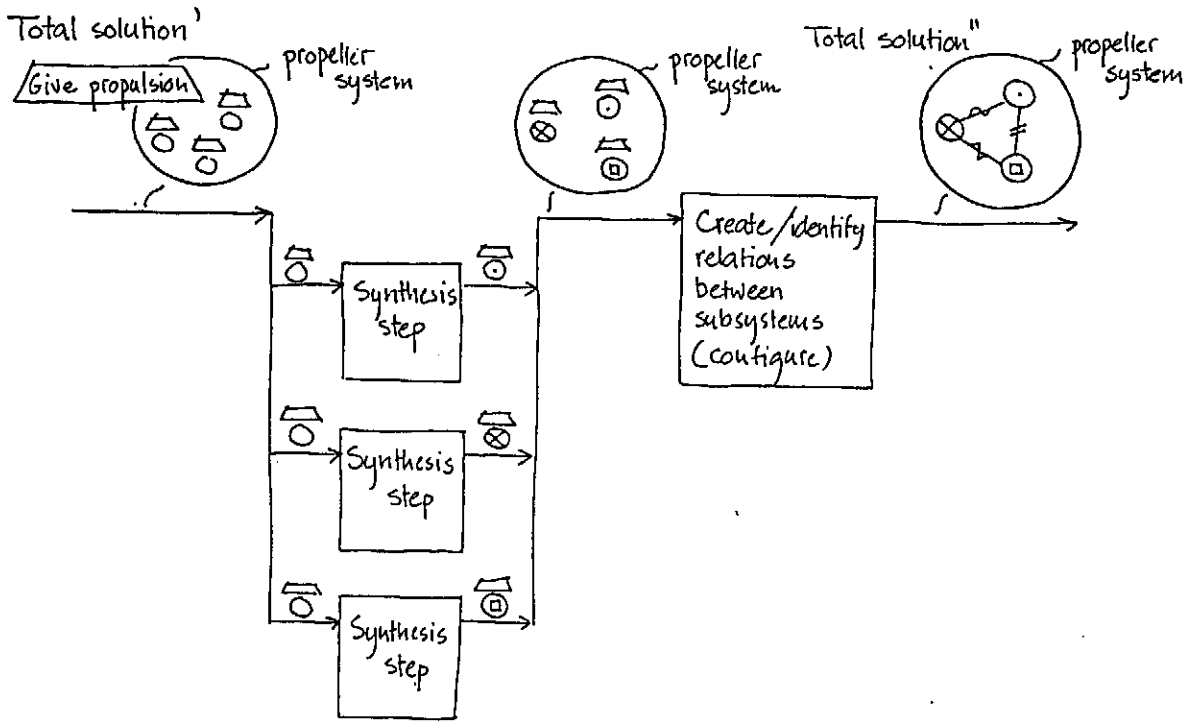 Total solution'
Give propulsion
propeller
system
propeller
system
Total solution"
propeller
system
Synthesis
step
Synthesis
step
Synthesis
step
Create/identify
relations
between
subsystems
(configure)